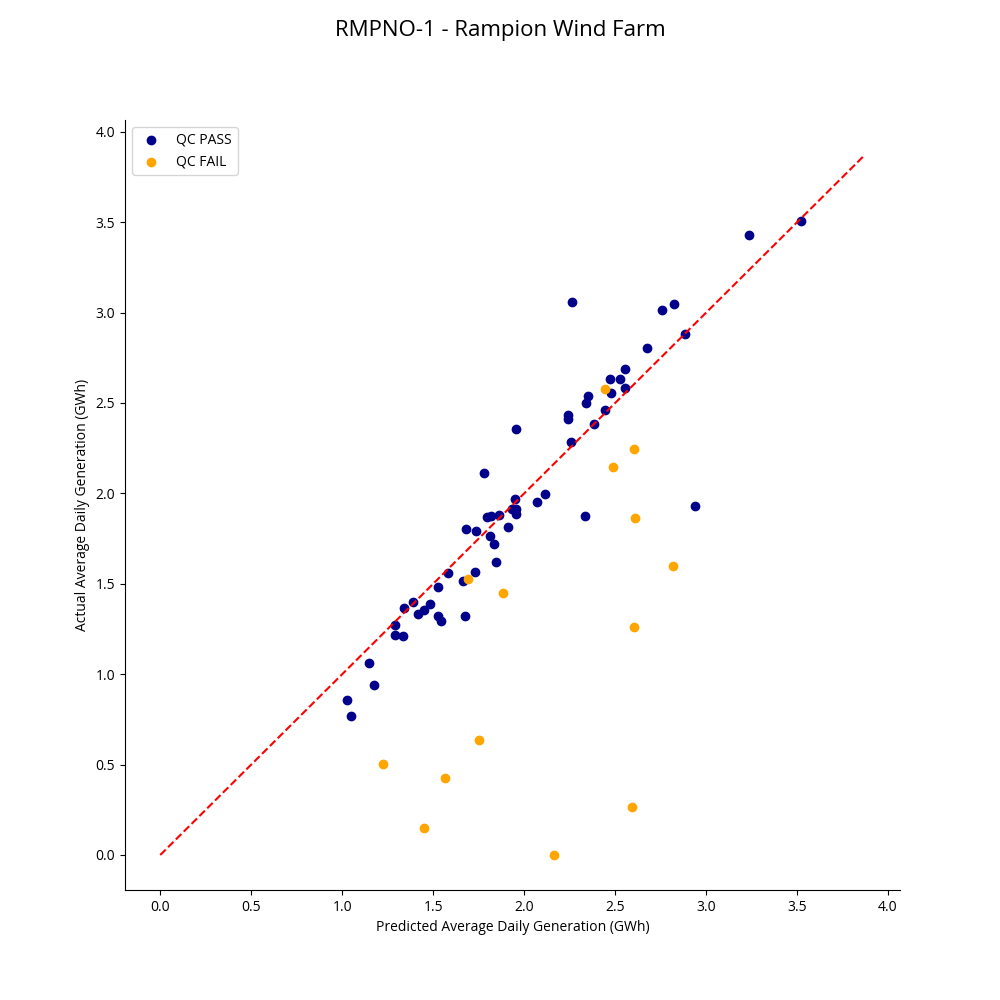 RMPNO-1 - Rampion Wind Farm
QC PASS
QC FAIL
4.0
3.5
3.0
2.5
2.0
1.5
1.0
0.5
0.0
Actual Average Daily Generation (GWh)
0.0 0.5 1.0 1.5 2.0 2.5 3.0 3.5 4.0
Predicted Average Daily Generation (GWh)